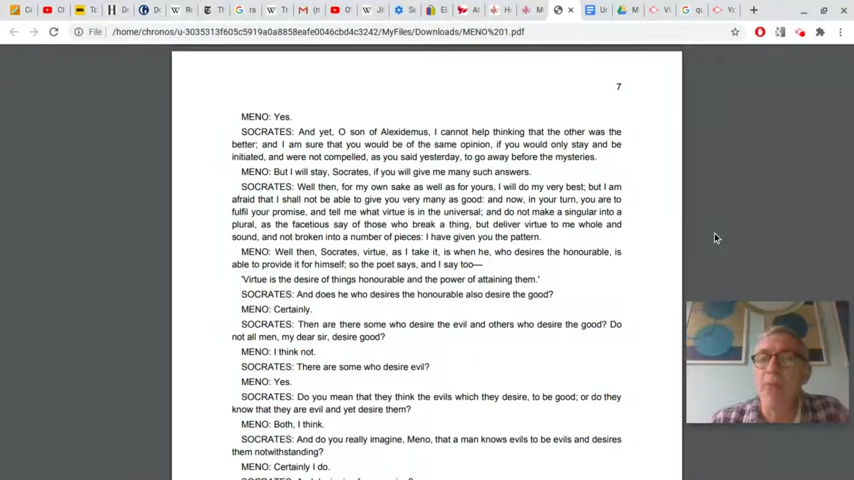 File | /home/chronos/u-3035313f605c5919a0a8858eafe0066cbd4c3242/MyFiles/Downloads/MENO%201.pdf
7
MENO: Yes.
SOCRATES: And yet, O son of Alexidemus, I cannot help thinking that the other was the
better; and I am sure that you would be of the same opinion, if you would only stay and be
initiated, and were not compelled, as you said yesterday, to go away before the mysteries.
MENO: But I will stay, Socrates, if you will give me many such answers.
SOCRATES: Well then, for my own sake as well as for yours, I will do my very best; but I am
afraid that I shall not be able to give you very many as good: and now, in your turn, you are to
fulfil your promise, and tell me what virtue is in the universal; and do not make a singular into a
plural, as the facetious say of those who break a thing, but deliver virtue to me whole and
sound, and not broken into a number of pieces: I have given you the pattern.
MENO: Well then, Socrates, virtue, as I take it, is when he, who desires the honourable, is
able to provide it for himself; so the poet says, and I say too—
'Virtue is the desire of things honourable and the power of attaining them.'
SOCRATES: And does he who desires the honourable also desire the good?
MENO: Certainly.
SOCRATES: Then are there some who desire the evil and others who desire the good? Do
not all men, my dear sir, desire good?
MENO: I think not.
SOCRATES: There are some who desire evil?
MENO: Yes.
SOCRATES: Do you mean that they think the evils which they desire, to be good; or do they
know that they are evil and yet desire them?
MENO: Both, I think.
SOCRATES: And do you really imagine, Meno, that a man knows evils to be evils and desires
them notwithstanding?
MENO: Certainly I do.